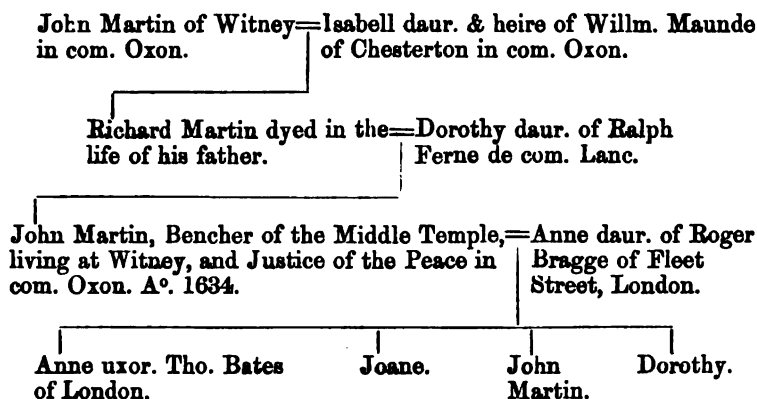 John Martin of Witney=Isabell daur. & heire of Willm. Maunde
in com. Oxon. of Chesterton in com. Oxon.
Richard Martin dyed in the=Dorothy daur. of Ralph
life of his father. Ferne de com. Lanc.
John Martin, Bencher of the Middle Temple,=Anne daur. of Roger
living at Witney, and Justice of the Peace in Bragge of Fleet
com. Oxon. Aº. 1634. Street, London.
Anne uxor. Tho. Bates Joane. John Dorothy.
of London. Martin.